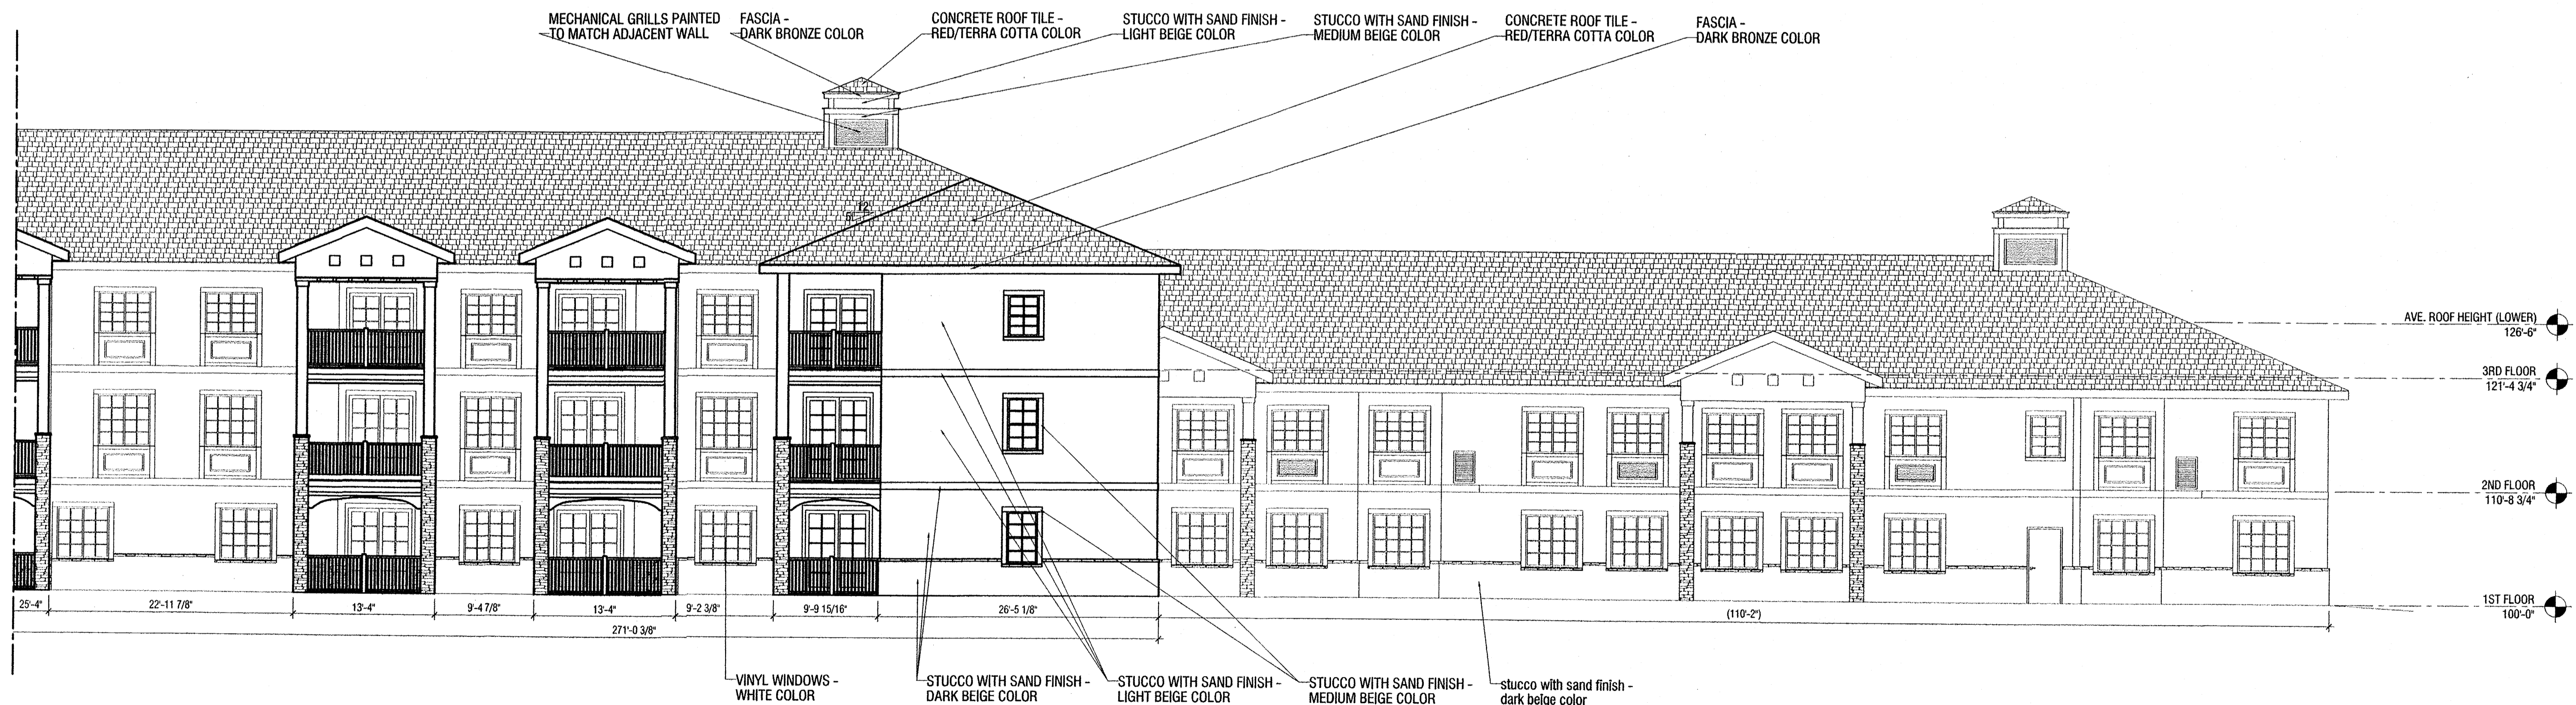 MECHANICAL GRILLS PAINTED
TO MATCH ADJACENT WALL
FASCIA -
DARK BRONZE COLOR
CONCRETE ROOF TILE -
RED/TERRA COTTA COLOR
STUCCO WITH SAND FINISH -
LIGHT BEIGE COLOR
STUCCO WITH SAND FINISH -
MEDIUM BEIGE COLOR
CONCRETE ROOF TILE -
RED/TERRA COTTA COLOR
FASCIA -
DARK BRONZE COLOR
12
AVE. ROOF HEIGHT (LOWER)
126'-6"
3RD FLOOR
121'-4 3/4"
2ND FLOOR
110'-8 3/4"
1ST FLOOR
100'-0"
25'-4"
22'-11 7/8"
13'-4"
9'-4 7/8"
13'-4"
9'-2 3/8"
9'-9 15/16"
26'-5 1/8"
(110'-2")
271'-0 3/8"
VINYL WINDOWS -
WHITE COLOR
STUCCO WITH SAND FINISH -
DARK BEIGE COLOR
STUCCO WITH SAND FINISH -
LIGHT BEIGE COLOR
STUCCO WITH SAND FINISH -
MEDIUM BEIGE COLOR
stucco with sand finish -
dark beige color